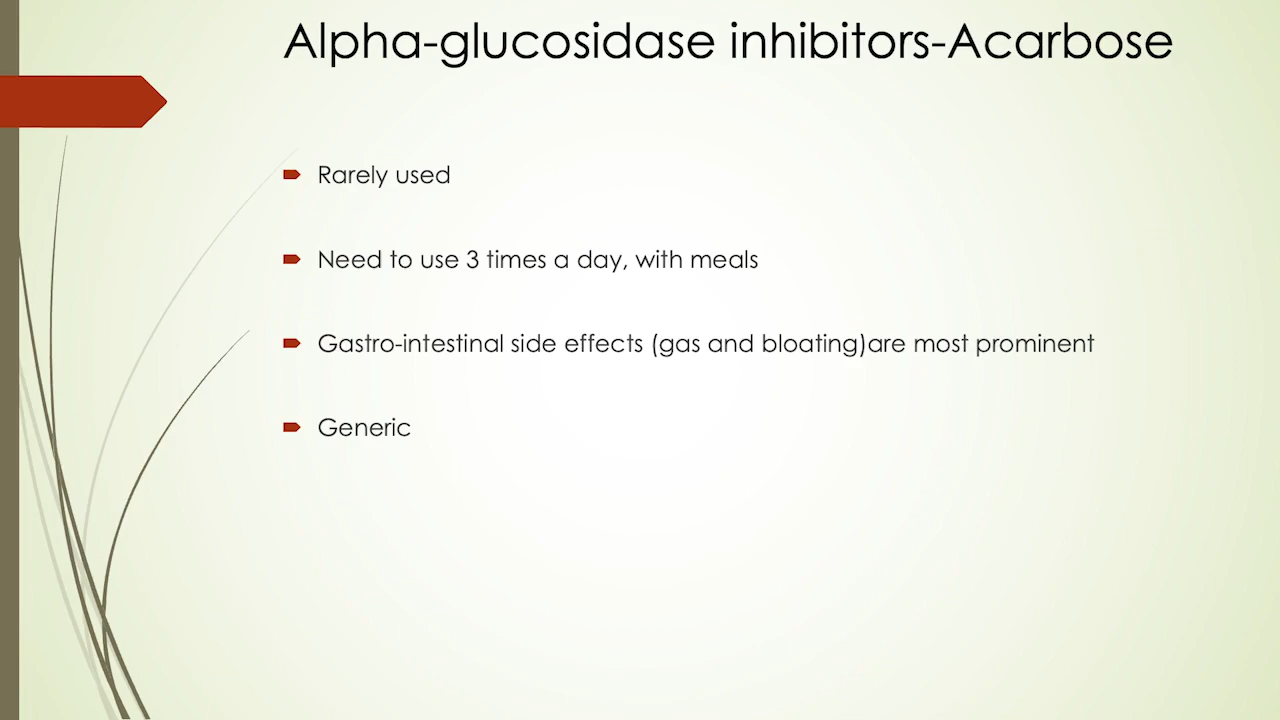 Alpha-glucosidase inhibitors-Acarbose
Rarely used
Need to use 3 times a day, with meals
Gastro-intestinal side effects (gas and bloating)are most prominent
Generic